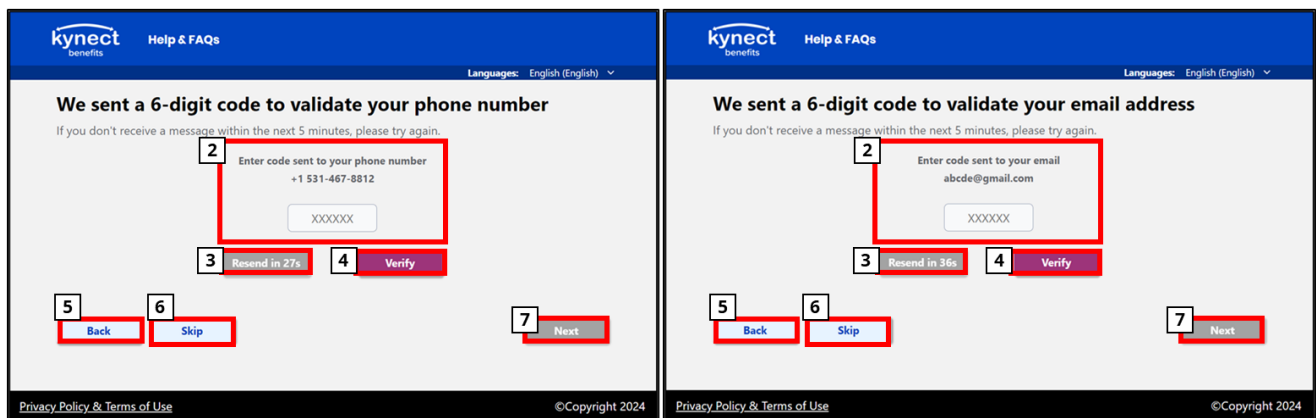 kynect
benefits
Help & FAQs
Languages: English (English)
We sent a 6-digit code to validate your phone number
If you don't receive a message within the next 5 minutes, please try again.
2
Enter code sent to your phone number
+1 531-467-8812
XXXXXX
3
Resend in 27s
4
Verify
5
Back
6
Skip
7
Next
Privacy Policy & Terms of Use
©Copyright 2024
kynect
benefits
Help & FAQs
Languages: English (English)
We sent a 6-digit code to validate your email address
If you don't receive a message within the next 5 minutes, please try again.
2
Enter code sent to your email
abcde@gmail.com
XXXXXX
3
Resend in 36s
4
Verify
5
Back
6
Skip
7
Next
Privacy Policy & Terms of Use
©Copyright 2024